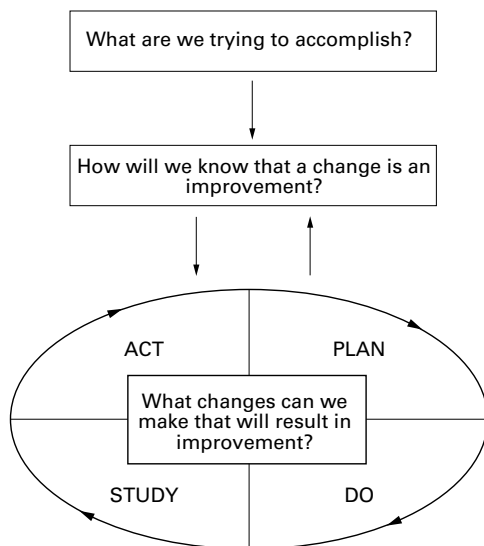 What are we trying to accomplish?
How will we know that a change is an
improvement?
ACT
PLAN
What changes can we
make that will result in
improvement?
STUDY
DO